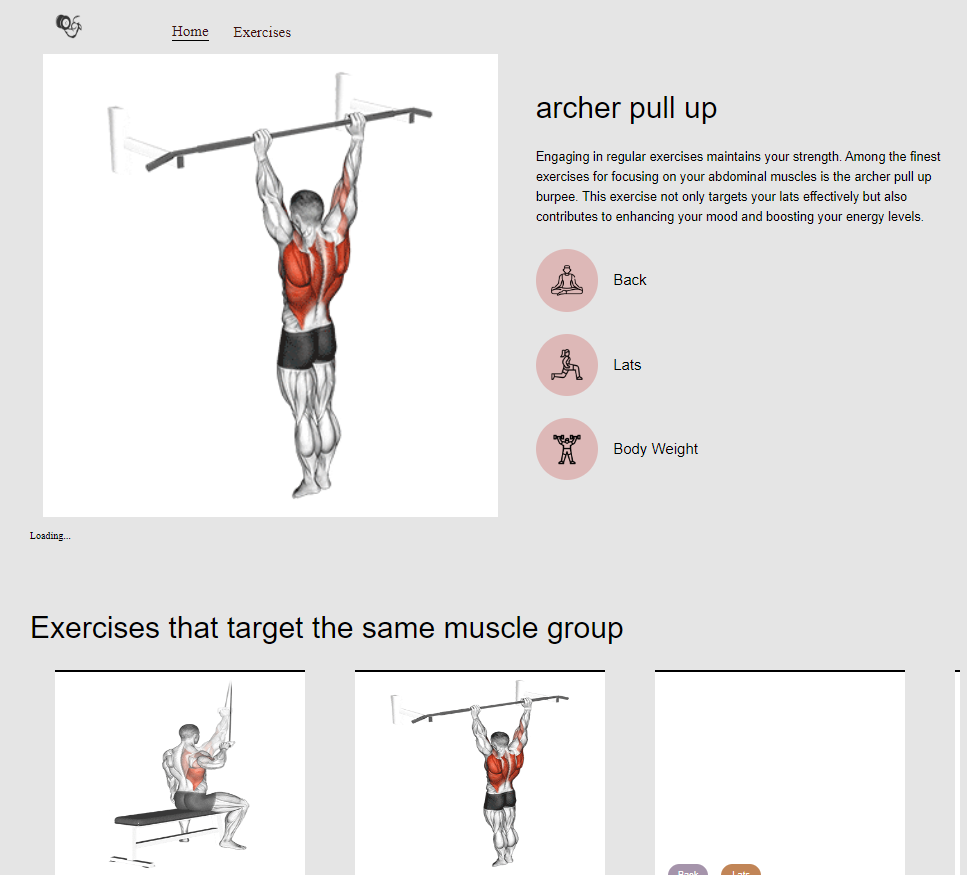 Home
Exercises
archer pull up
Engaging in regular exercises maintains your strength. Among the finest
exercises for focusing on your abdominal muscles is the archer pull up
burpee. This exercise not only targets your lats effectively but also
contributes to enhancing your mood and boosting your energy levels.
Back
Lats
Body Weight
Loading...
Exercises that target the same muscle group
Back
Lats